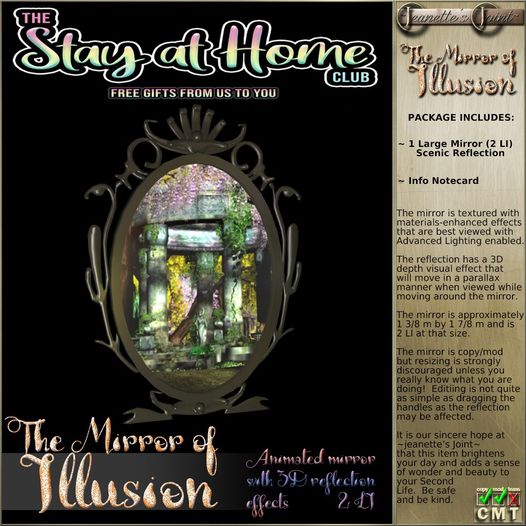 THE
Stay at Home
CLUB
FREE GIFTS FROM US TO YOU
The Mirror of
Illusion
Animated mirror
with 3D reflection
effects 2 LI
Jeanette's Joint
The Mirror of
Illusion
PACKAGE INCLUDES:
~ 1 Large Mirror (2 LI)
Scenic Reflection
~ Info Notecard
The mirror is textured with
materials-enhanced effects
that are best viewed with
Advanced Lighting enabled.
The reflection has a 3D
depth visual effect that
will move in a parallax
manner when viewed while
moving around the mirror.
The mirror is approximately
1 3/8 m by 1 7/8 m and is
2 LI at that size.
The mirror is copy/mod
but resizing is strongly
discouraged unless you
really know what you are
doing! Editiing is not quite
as simple as dragging the
handles as the reflection
may be affected.
It is our sincere hope at
~jeanette's Joint~
that this item brightens
your day and adds a sense
of wonder and beauty to
your Second
Life. Be safe
and be kind.
copy mod trans
CMT